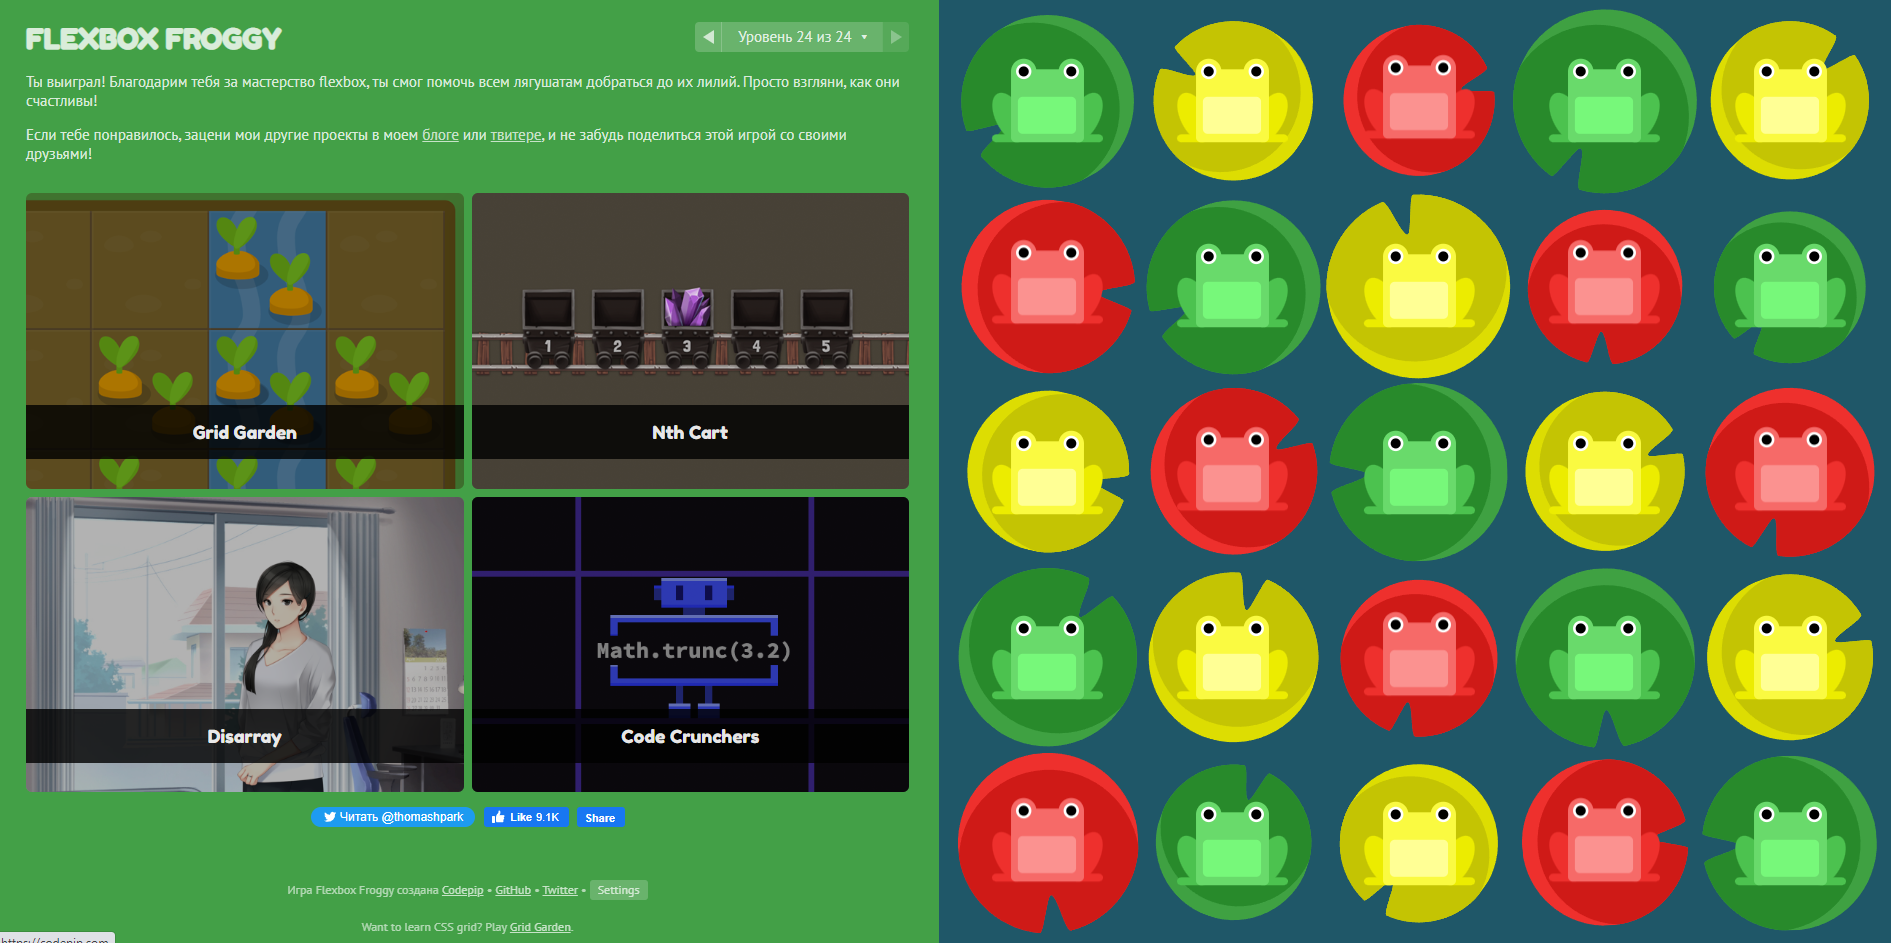 FLEXBOX FROGGY
Уровень 24 из 24
Ты выиграл! Благодарим тебя за мастерство flexbox, ты смог помочь всем лягушатам добраться до их лилий. Просто взгляни, как они
счастливы!
Если тебе понравилось, зацени мои другие проекты в моем блоге или твитере, и не забудь поделиться этой игрой со своими
друзьями!
1 2 3 4 5
Grid Garden
Nth Cart
Math.trunc(3.2)
Disarray
Code Crunchers
Читать @thomashpark
Like 9.1K
Share
Игра Flexbox Froggy создана Codepip • GitHub • Twitter • Settings
Want to learn CSS grid? Play Grid Garden.
https://codepip.com